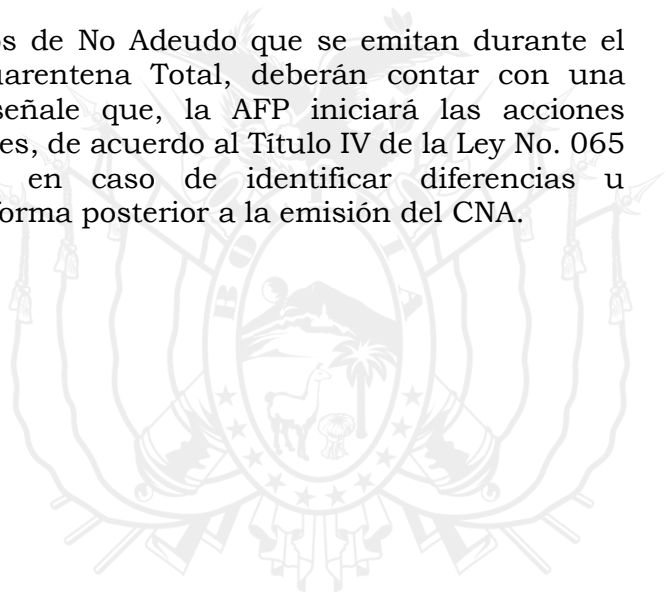 os de No Adeudo que se emitan durante el
uarentena Total, deberán contar con una
señale que, la AFP iniciará las acciones
es, de acuerdo al Título IV de la Ley No. 065
en caso de identificar diferencias u
orma posterior a la emisión del CNA.
B O I A